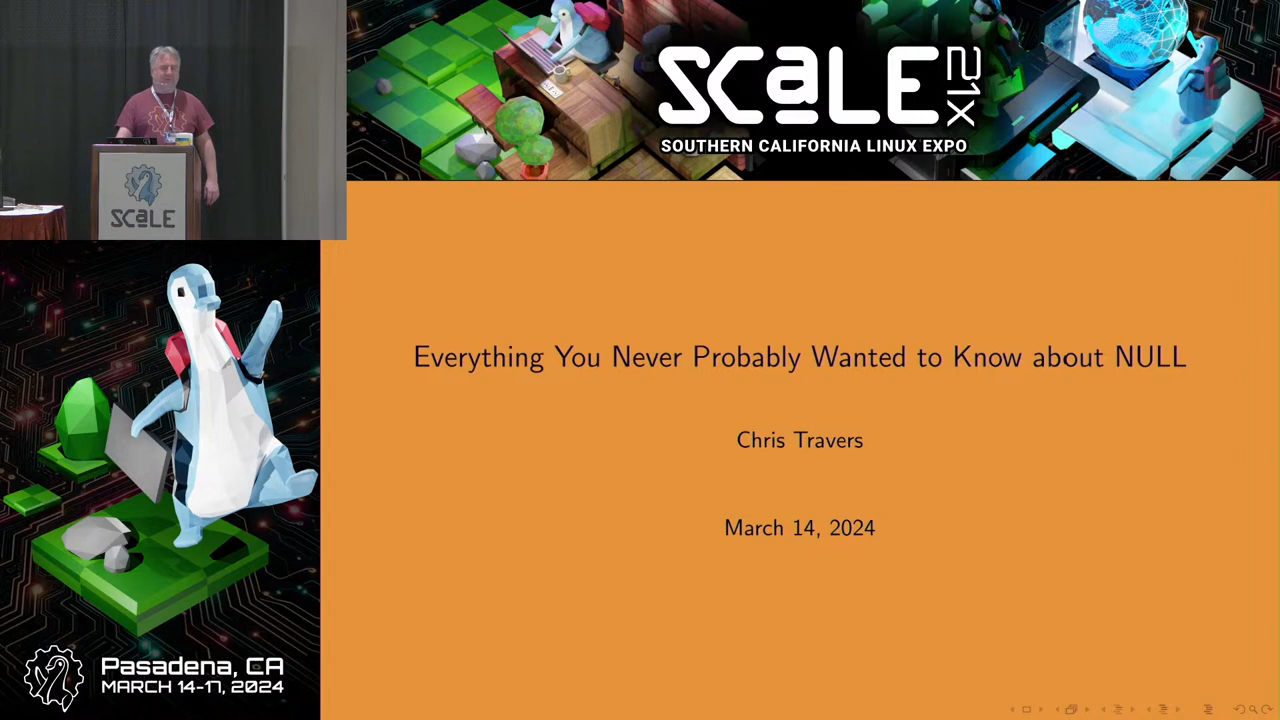 SCaLE 21x
SOUTHERN CALIFORNIA LINUX EXPO
SCaLE
Everything You Never Probably Wanted to Know about NULL
Chris Travers
March 14, 2024
Pasadena, CA
MARCH 14-17, 2024